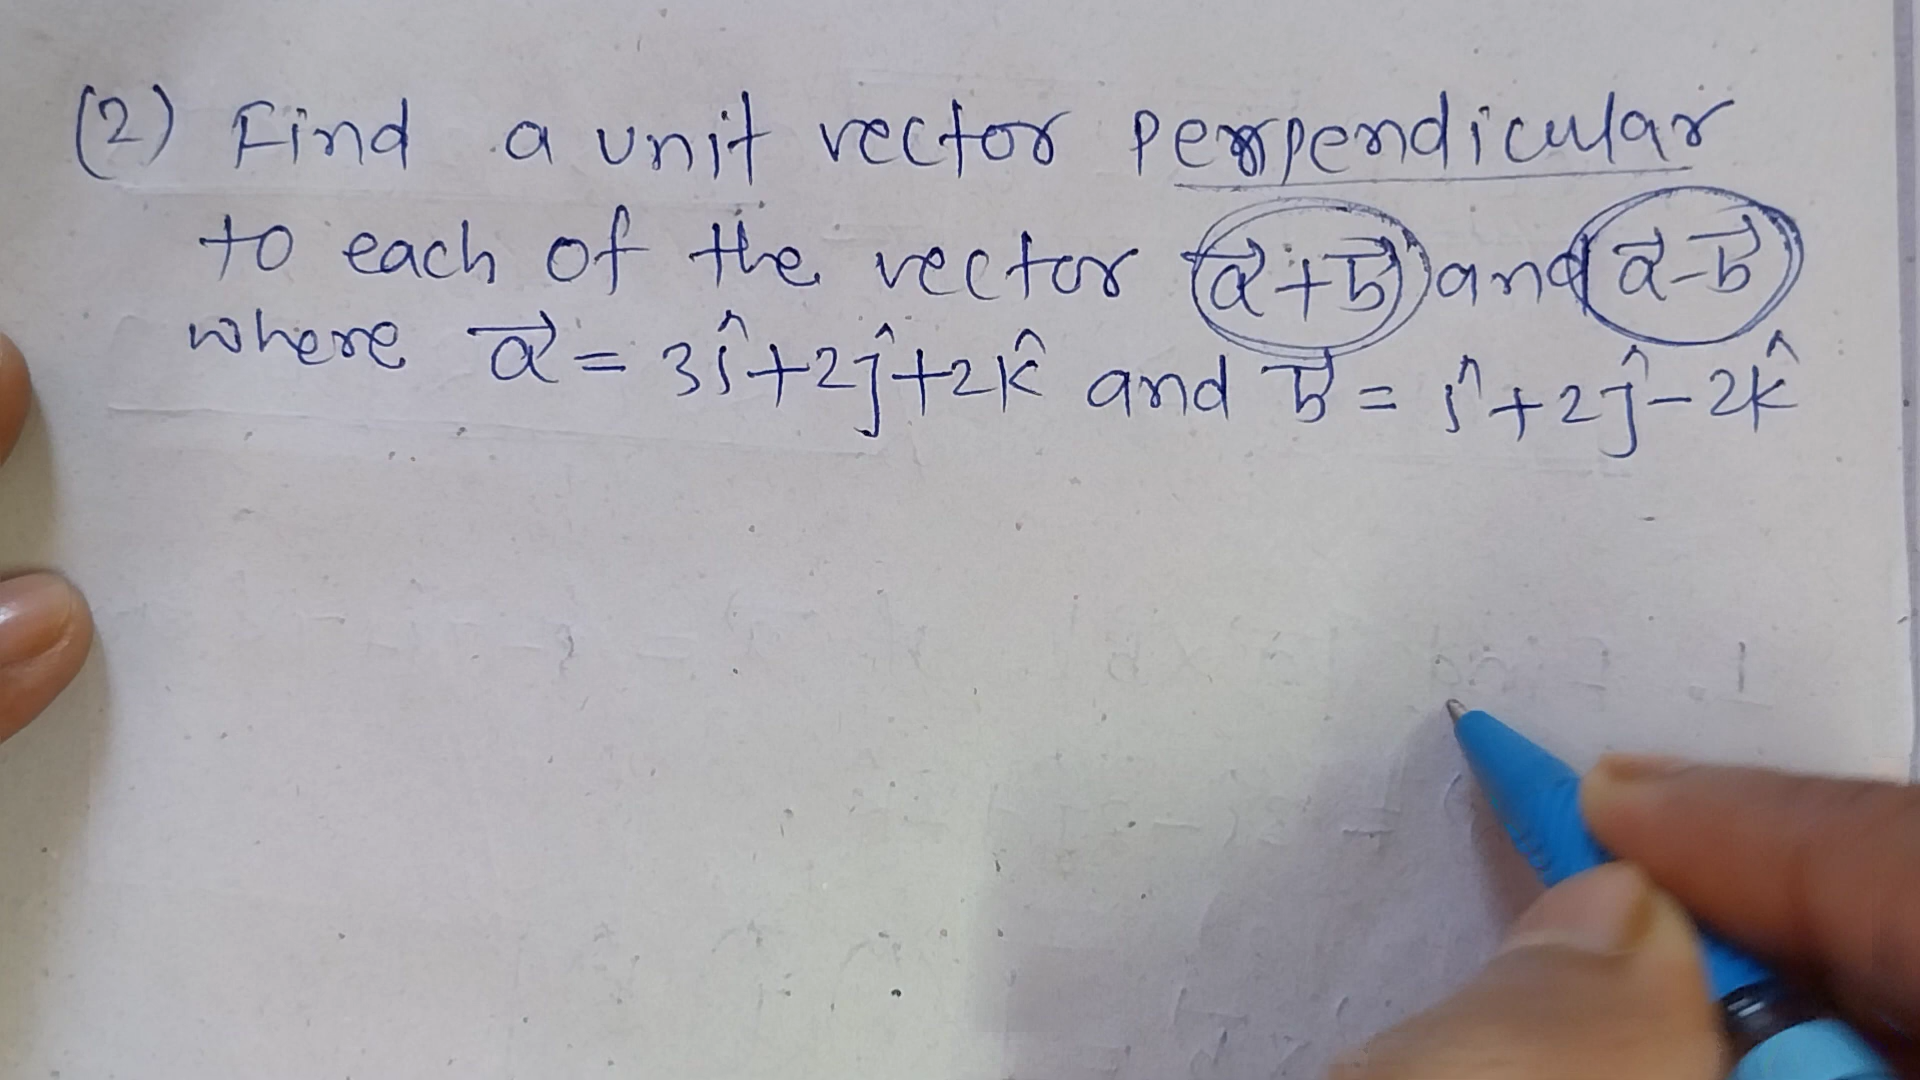 (2) Find a unit vector perpendicular
to each of the vector a⃗+b⃗ and a⃗-b⃗
where a⃗ = 3î+2ĵ+2k̂ and b⃗ = î+2ĵ-2k̂